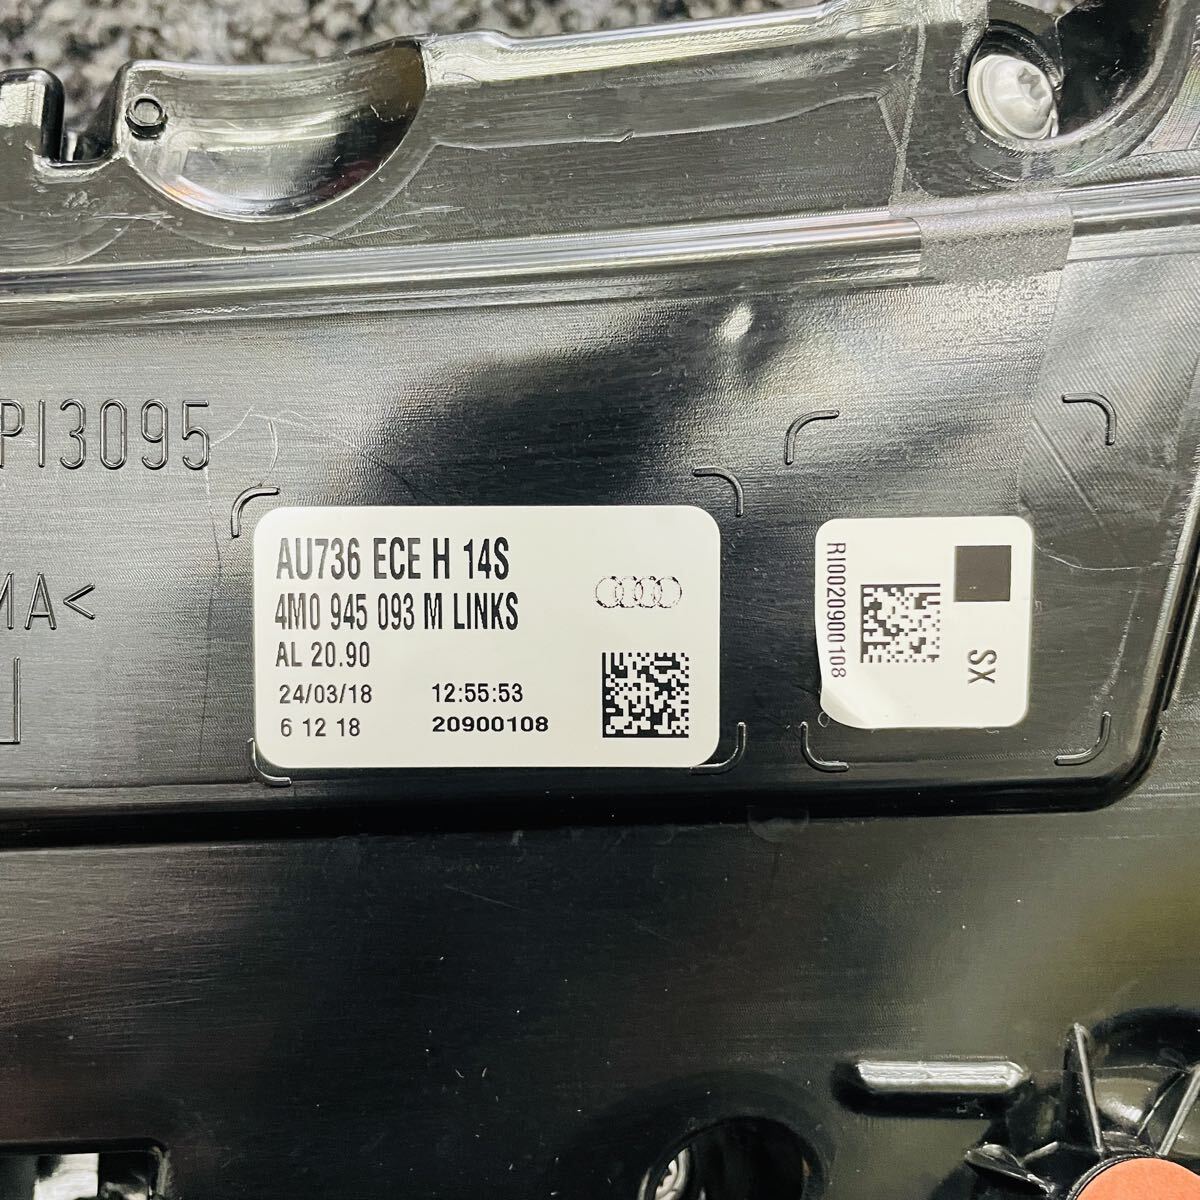 PI3095
MA<
AU736 ECE H 14S
4M0 945 093 M LINKS
AL 20.90
24/03/18 12:55:53
6 12 18 20900108
RI0020900108
SX